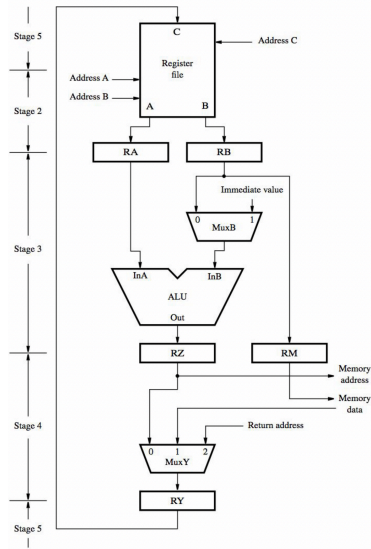 Stage 5
C
Address C
Register
file
Address A
Address B
Stage 2
A
B
RA
RB
Immediate value
0
1
MuxB
Stage 3
InA
InB
ALU
Out
RZ
RM
Memory
address
Memory
data
Stage 4
Return address
0
1
2
MuxY
RY
Stage 5